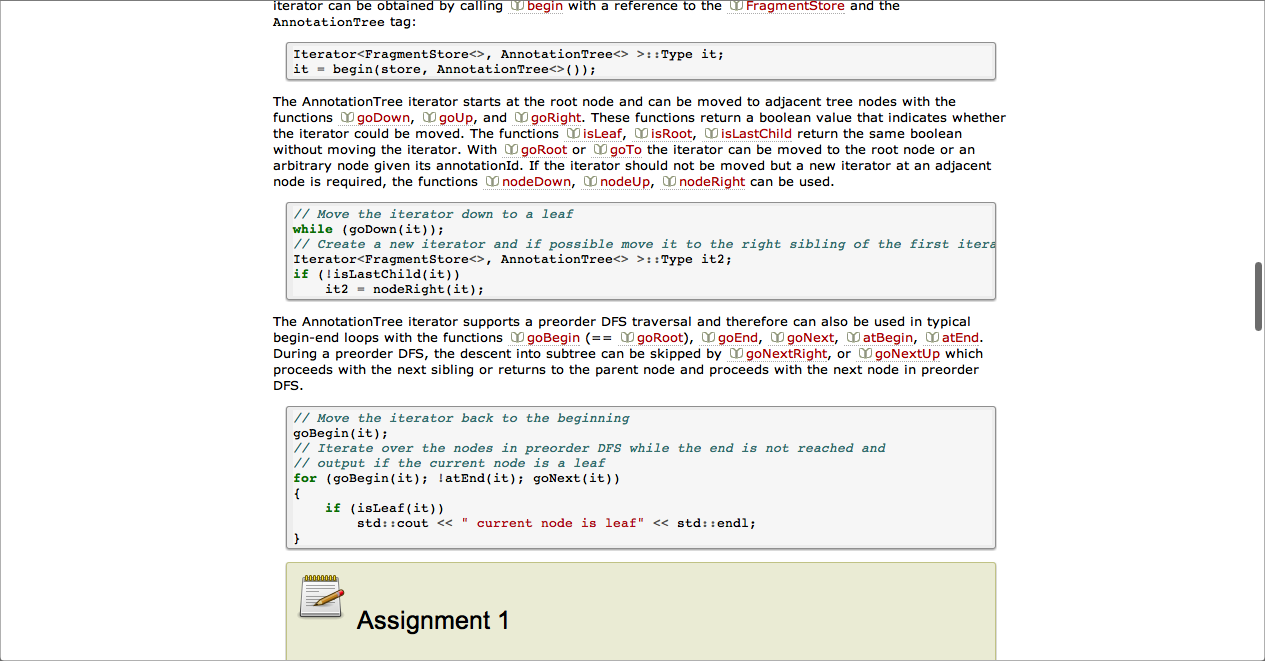 iterator can be obtained by calling begin with a reference to the FragmentStore and the
AnnotationTree tag:
Iterator<FragmentStore<>, AnnotationTree<> >::Type it;
it = begin(store, AnnotationTree<>());
The AnnotationTree iterator starts at the root node and can be moved to adjacent tree nodes with the
functions goDown, goUp, and goRight. These functions return a boolean value that indicates whether
the iterator could be moved. The functions isLeaf, isRoot, isLastChild return the same boolean
without moving the iterator. With goRoot or goTo the iterator can be moved to the root node or an
arbitrary node given its annotationId. If the iterator should not be moved but a new iterator at an adjacent
node is required, the functions nodeDown, nodeUp, nodeRight can be used.
// Move the iterator down to a leaf
while (goDown(it));
// Create a new iterator and if possible move it to the right sibling of the first itera
Iterator<FragmentStore<>, AnnotationTree<> >::Type it2;
if (!isLastChild(it))
    it2 = nodeRight(it);
The AnnotationTree iterator supports a preorder DFS traversal and therefore can also be used in typical
begin-end loops with the functions goBegin (== goRoot), goEnd, goNext, atBegin, atEnd.
During a preorder DFS, the descent into subtree can be skipped by goNextRight, or goNextUp which
proceeds with the next sibling or returns to the parent node and proceeds with the next node in preorder
DFS.
// Move the iterator back to the beginning
goBegin(it);
// Iterate over the nodes in preorder DFS while the end is not reached and
// output if the current node is a leaf
for (goBegin(it); !atEnd(it); goNext(it))
{
    if (isLeaf(it))
        std::cout << " current node is leaf" << std::endl;
}
Assignment 1